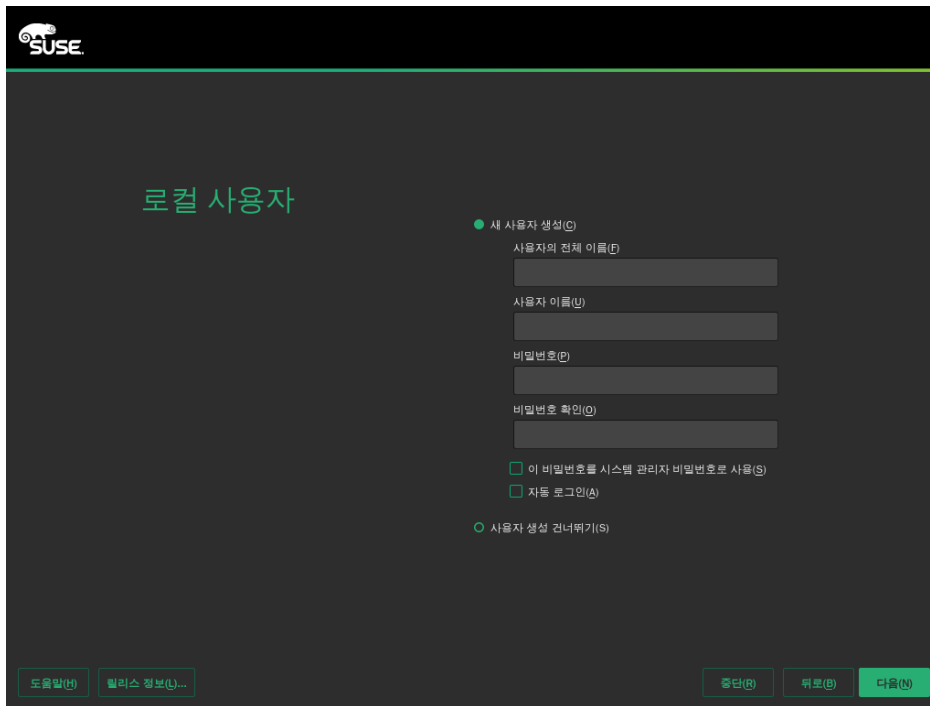 SUSE.
로컬 사용자
새 사용자 생성(C)
사용자의 전체 이름(F)
사용자 이름(U)
비밀번호(P)
비밀번호 확인(O)
이 비밀번호를 시스템 관리자 비밀번호로 사용(S)
자동 로그인(A)
사용자 생성 건너뛰기(S)
도움말(H) 릴리스 정보(L)... 중단(R) 뒤로(B) 다음(N)